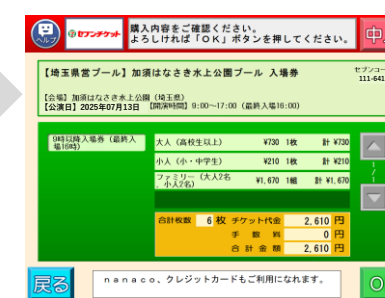 ヘルプ
セブンチケット
購入内容をご確認ください。
よろしければ「OK」ボタンを押してください。
中
【埼玉県営プール】加須はなさき水上公園プール 入場券
セブンコー
111-641
【会場】加須はなさき水上公園 (埼玉県)
【公演日】2025年07月13日 【開演時間】9:00～17:00 (最終入場16:00)
9時以降入場券 (最終入場16時)
大人 (高校生以上) ¥730 1枚 計 ¥730
小人 (小・中学生) ¥210 1枚 計 ¥210
ファミリー (大人2名、小人2名) ¥1,670 1組 計 ¥1,670
1/1
合計枚数 6枚 チケット代金 2,610 円
手数料 0 円
合計金額 2,610 円
戻る
nanaco、クレジットカードもご利用になれます。
O